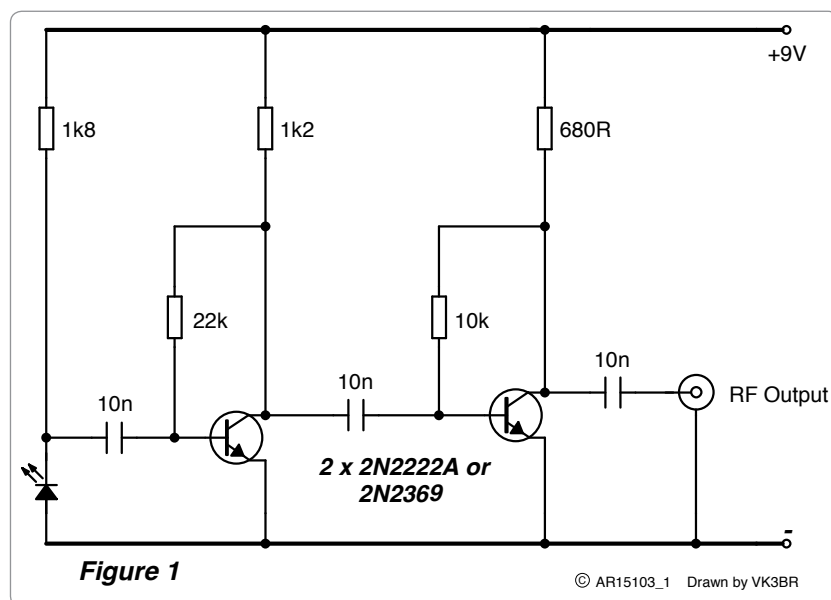 +9V
1k8
1k2
680R
22k
10k
10n
10n
10n
RF Output
2 x 2N2222A or
2N2369
-
Figure 1
© AR15103_1 Drawn by VK3BR